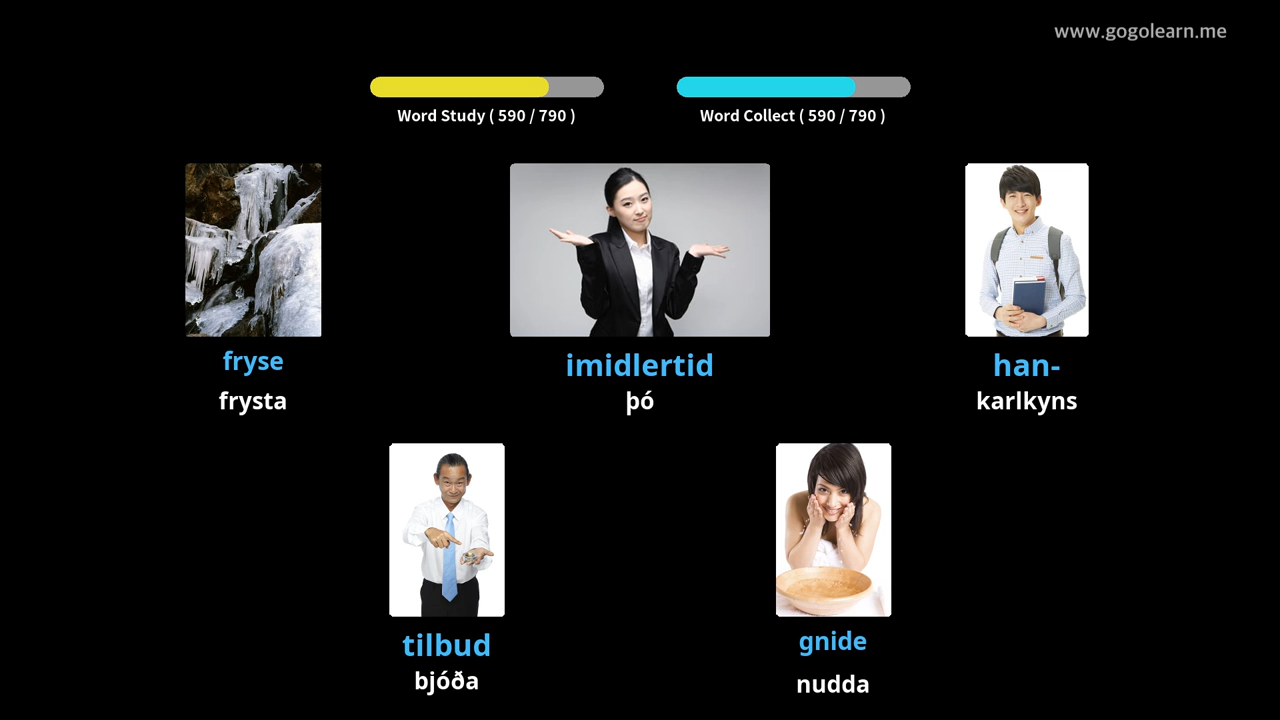 www.gogolearn.me
Word Study ( 590 / 790 )
Word Collect ( 590 / 790 )
fryse
frysta
imidlertid
þó
han-
karlkyns
tilbud
bjóða
gnide
nudda